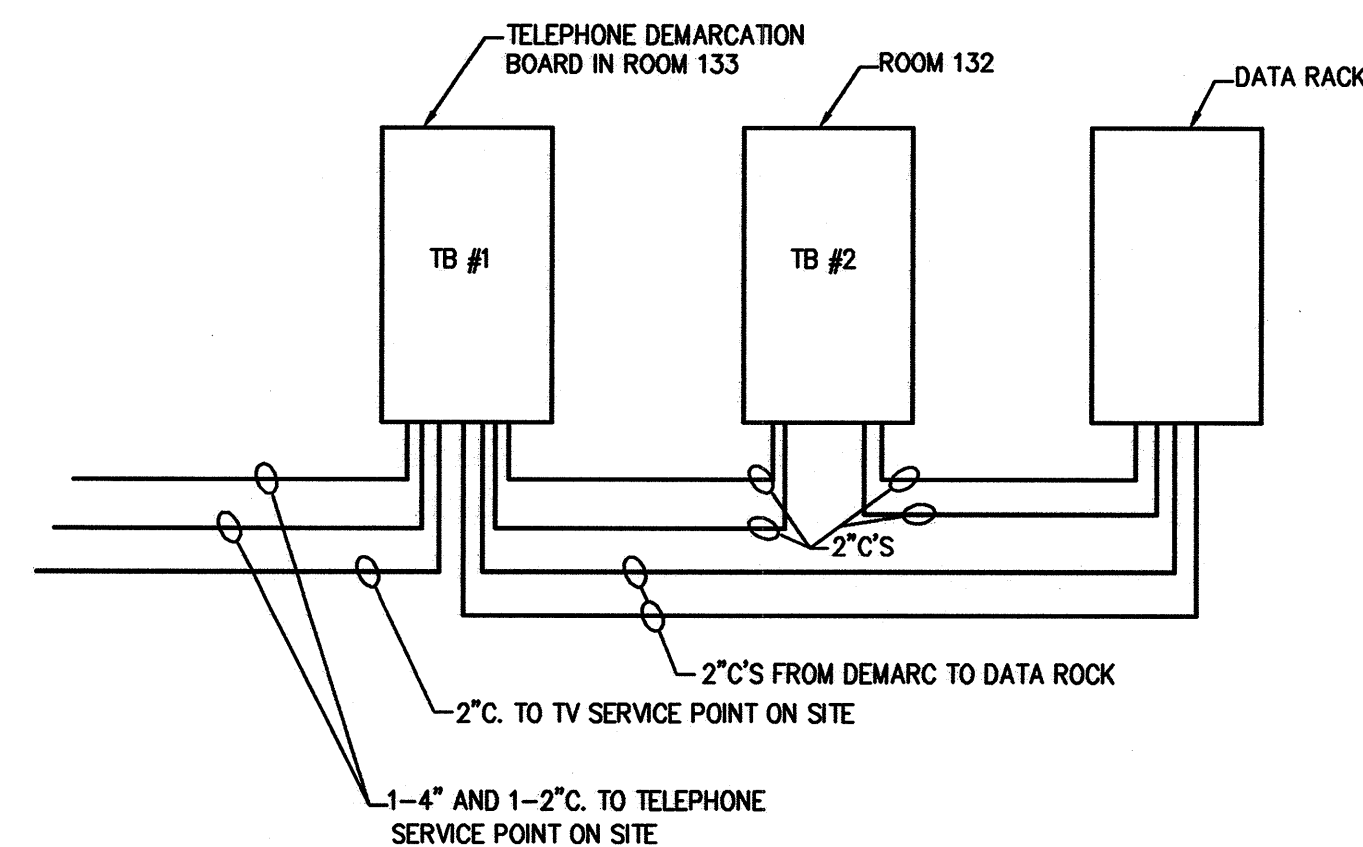 TELEPHONE DEMARCATION
BOARD IN ROOM 133
ROOM 132
DATA RACK
TB #1
TB #2
2"C'S
2"C'S FROM DEMARC TO DATA ROCK
2"C. TO TV SERVICE POINT ON SITE
1-4" AND 1-2"C. TO TELEPHONE
SERVICE POINT ON SITE